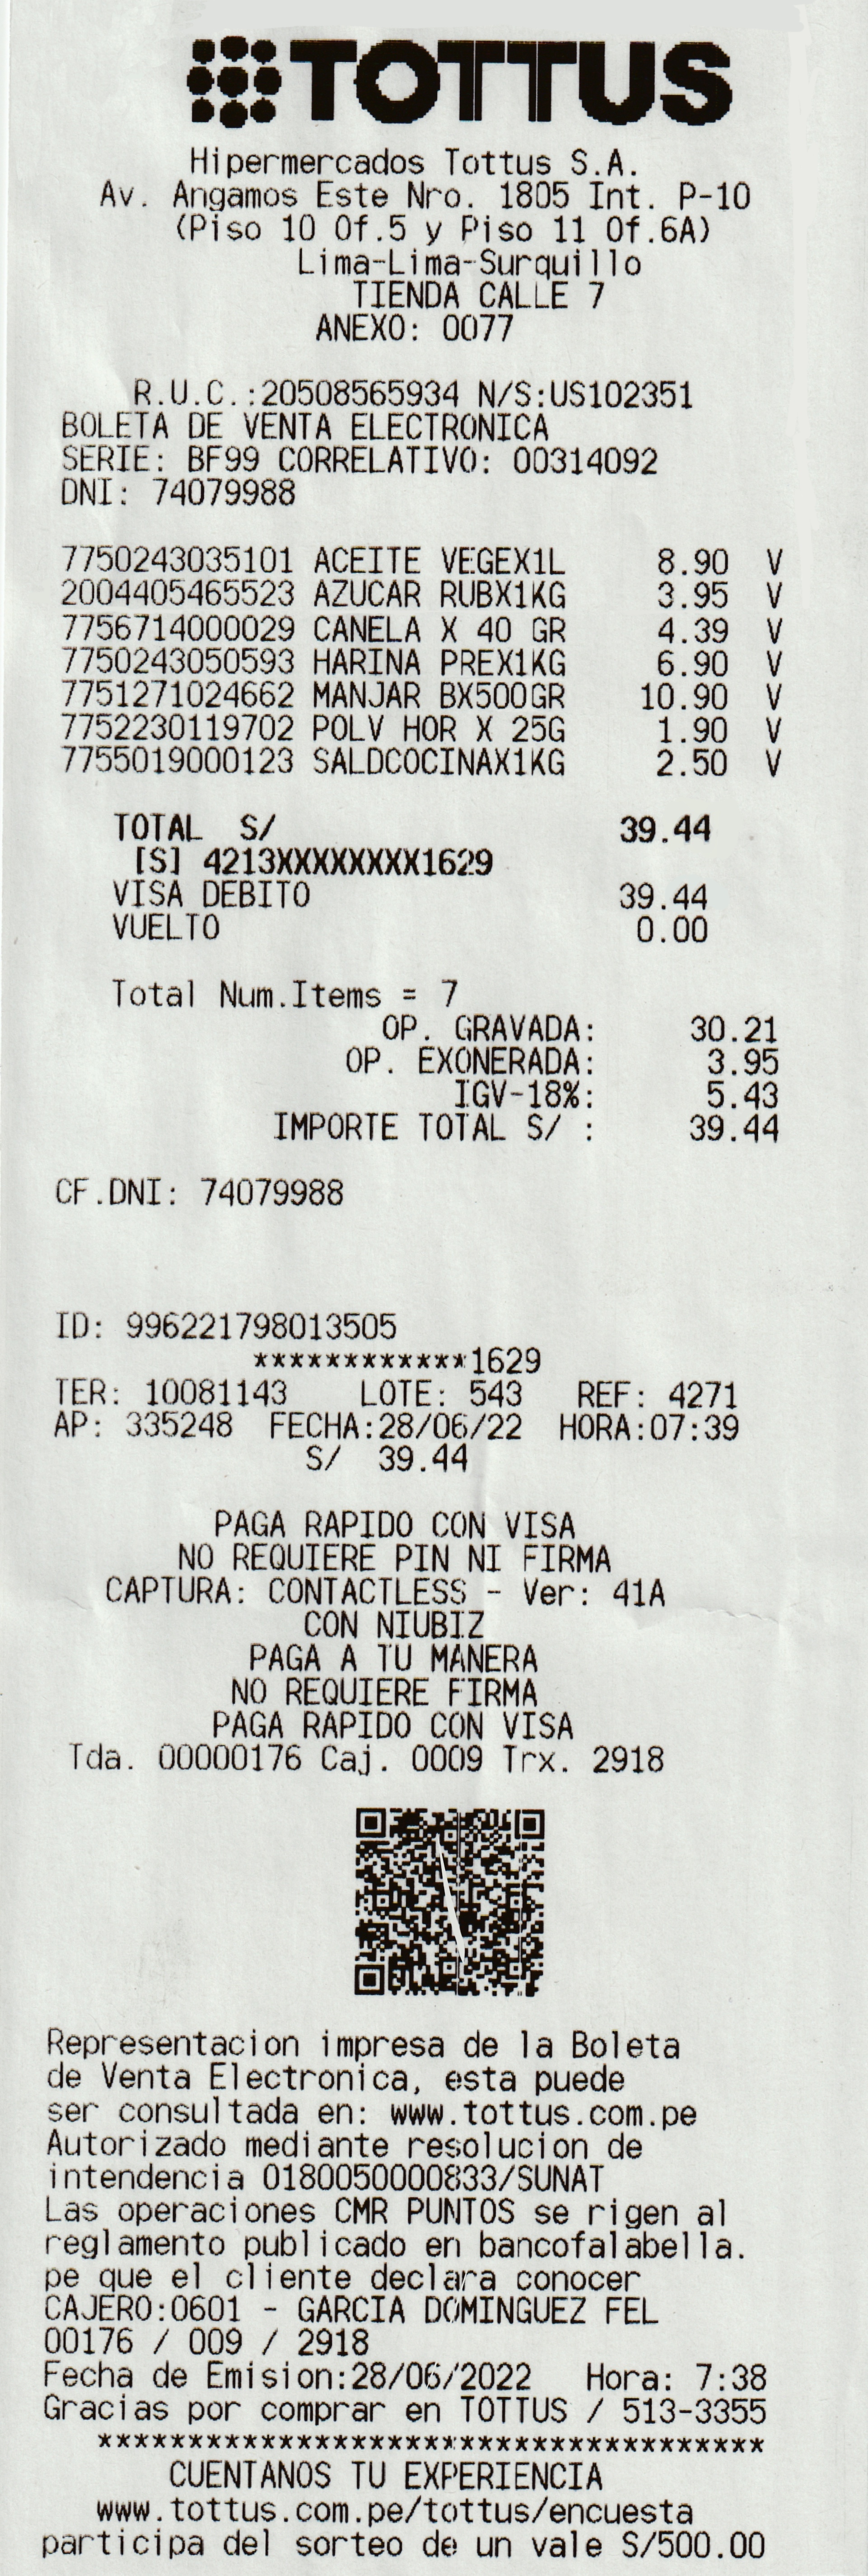 TOTTUS
Hipermercados Tottus S.A.
Av. Angamos Este Nro. 1805 Int. P-10
(Piso 10 Of.5 y Piso 11 Of.6A)
Lima-Lima-Surquillo
TIENDA CALLE 7
ANEXO: 0077
R.U.C.:20508565934 N/S:US102351
BOLETA DE VENTA ELECTRONICA
SERIE: BF99 CORRELATIVO: 00314092
DNI: 74079988
7750243035101 ACEITE VEGEX1L 8.90 V
2004405465523 AZUCAR RUBX1KG 3.95 V
7756714000029 CANELA X 40 GR 4.39 V
7750243050593 HARINA PREX1KG 6.90 V
7751271024662 MANJAR BX500GR 10.90 V
7752230119702 POLV HOR X 25G 1.90 V
7755019000123 SALDCOCINAX1KG 2.50 V
TOTAL S/ 39.44
[S] 4213XXXXXXXX1629
VISA DEBITO 39.44
VUELTO 0.00
Total Num.Items = 7
OP. GRAVADA: 30.21
OP. EXONERADA: 3.95
IGV-18%: 5.43
IMPORTE TOTAL S/ : 39.44
CF.DNI: 74079988
ID: 996221798013505
************1629
TER: 10081143 LOTE: 543 REF: 4271
AP: 335248 FECHA:28/06/22 HORA:07:39
S/ 39.44
PAGA RAPIDO CON VISA
NO REQUIERE PIN NI FIRMA
CAPTURA: CONTACTLESS - Ver: 41A
CON NIUBIZ
PAGA A TU MANERA
NO REQUIERE FIRMA
PAGA RAPIDO CON VISA
Tda. 00000176 Caj. 0009 Trx. 2918
Representacion impresa de la Boleta
de Venta Electronica, esta puede
ser consultada en: www.tottus.com.pe
Autorizado mediante resolucion de
intendencia 0180050000833/SUNAT
Las operaciones CMR PUNTOS se rigen al
reglamento publicado en bancofalabella.
pe que el cliente declara conocer
CAJERO:0601 - GARCIA DOMINGUEZ FEL
00176 / 009 / 2918
Fecha de Emision:28/06/2022 Hora: 7:38
Gracias por comprar en TOTTUS / 513-3355
*************************************
CUENTANOS TU EXPERIENCIA
www.tottus.com.pe/tottus/encuesta
participa del sorteo de un vale S/500.00